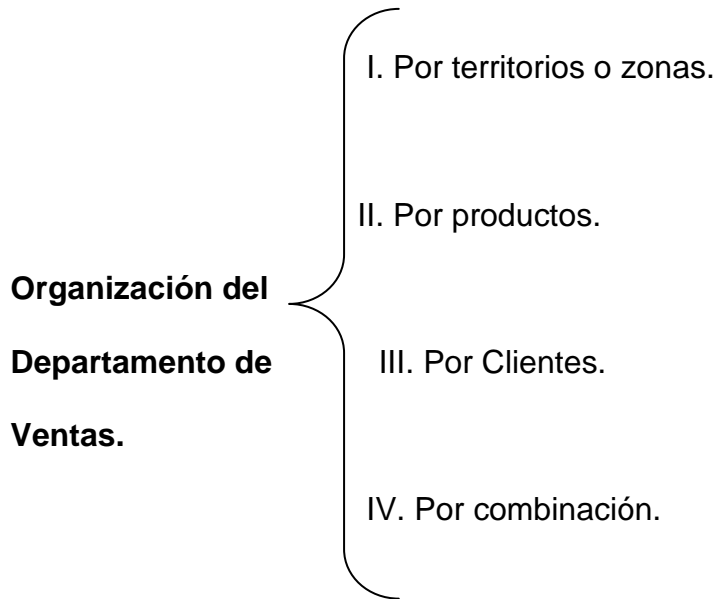 I. Por territorios o zonas.
II. Por productos.
Organización del
Departamento de
Ventas.
III. Por Clientes.
IV. Por combinación.